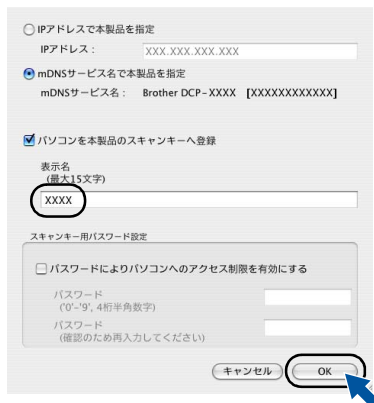 IPアドレスで本製品を指定
IPアドレス： XXX.XXX.XXX.XXX
mDNSサービス名で本製品を指定
mDNSサービス名： Brother DCP-XXXX [XXXXXXXXXXXX]
パソコンを本製品のスキャンキーへ登録
表示名
(最大15文字)
XXXX
スキャンキー用パスワード設定
パスワードによりパソコンへのアクセス制限を有効にする
パスワード
('0'-'9', 4桁半角数字)
パスワード
(確認のため再入力してください)
キャンセル OK